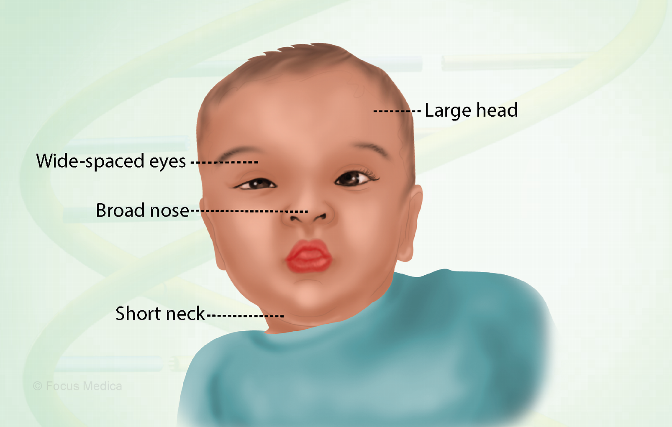 Large head
Wide-spaced eyes
Broad nose
Short neck
© Focus Medica